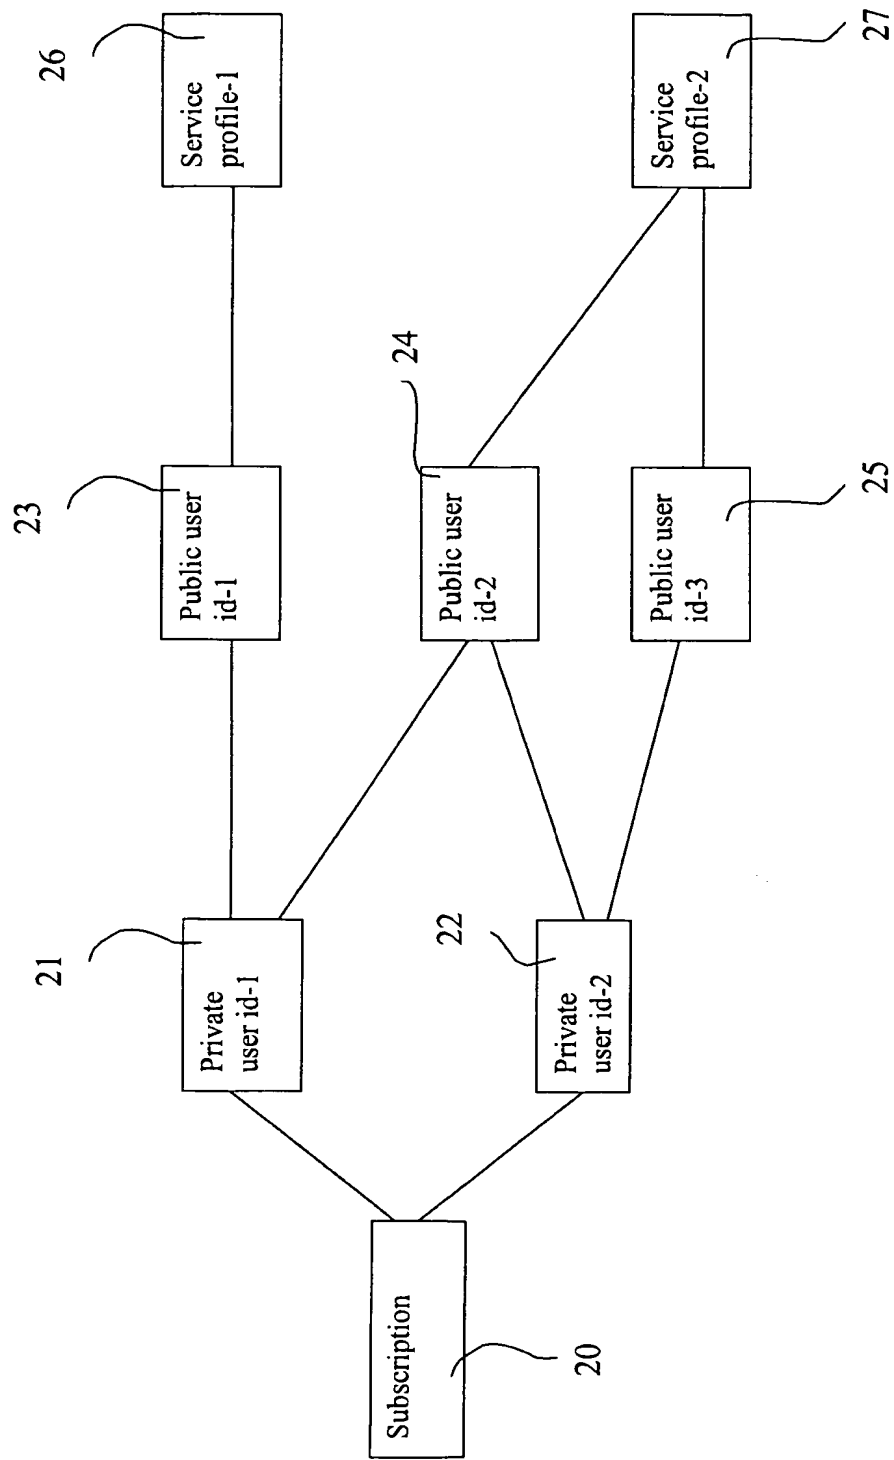 Subscription
20
21
Private
user id-1
22
Private
user id-2
23
Public user
id-1
24
Public user
id-2
25
Public user
id-3
26
Service
profile-1
27
Service
profile-2